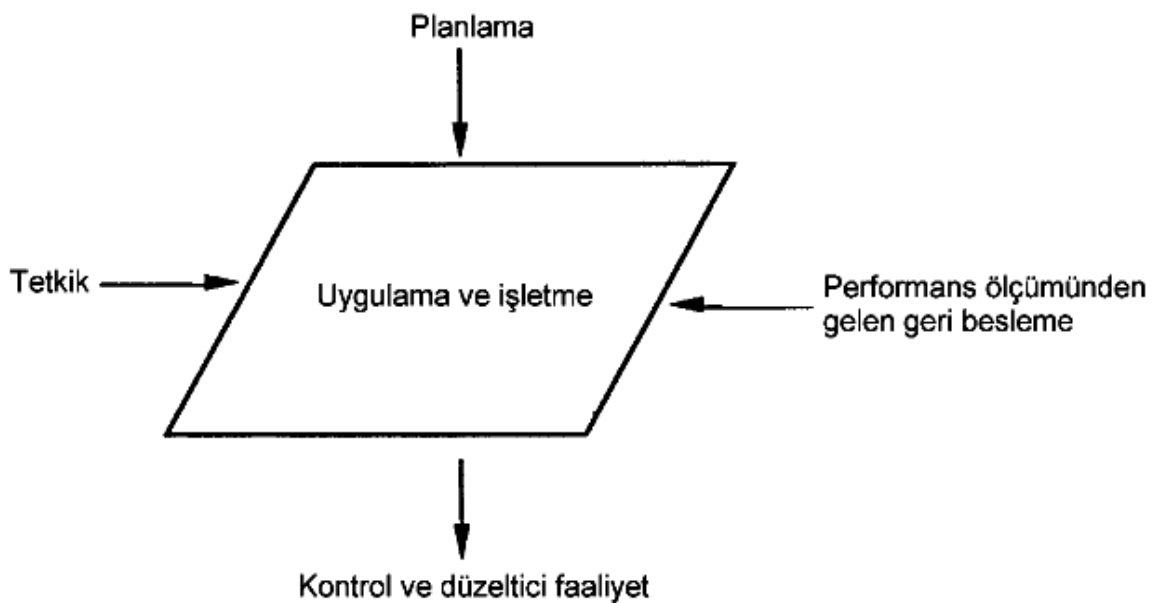 Planlama
Tetkik
Uygulama ve işletme
Performans ölçümünden
gelen geri besleme
Kontrol ve düzeltici faaliyet